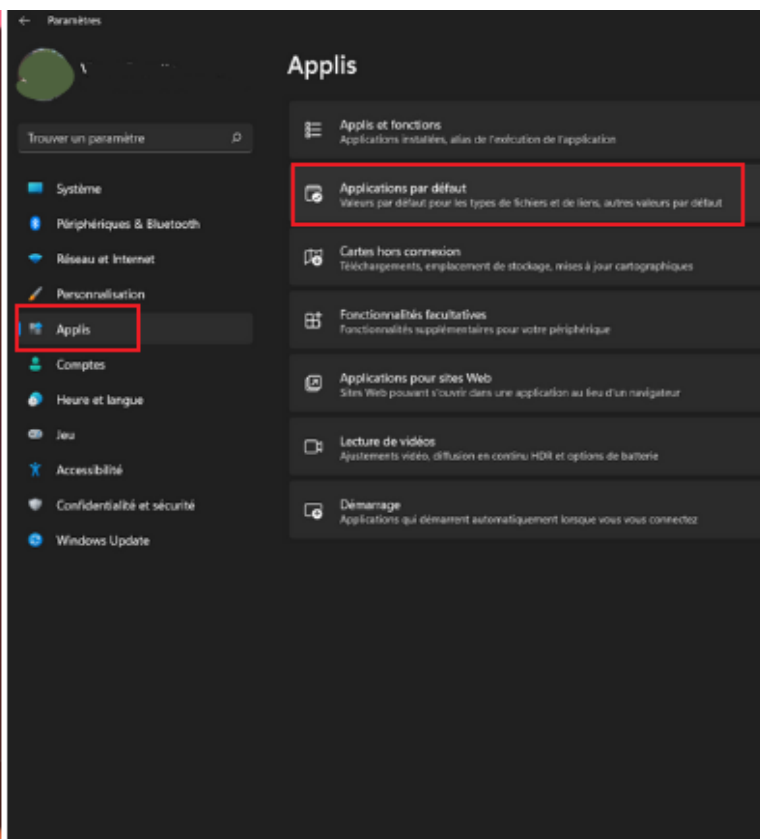 Paramètres
Applis
Trouver un paramètre
Système
Périphériques & Bluetooth
Réseau et Internet
Personnalisation
Applis
Comptes
Heure et langue
Jeu
Accessibilité
Confidentialité et sécurité
Windows Update
Applis et fonctions
Applications installées, alias de l'exécution de l'application
Applications par défaut
Valeurs par défaut pour les types de fichiers et de liens, autres valeurs par défaut
Cartes hors connexion
Téléchargements, emplacement de stockage, mises à jour cartographiques
Fonctionnalités facultatives
Fonctionnalités supplémentaires pour votre périphérique
Applications pour sites Web
Sites Web pouvant s'ouvrir dans une application au lieu d'un navigateur
Lecture de vidéos
Ajustements vidéo, diffusion en continu HDR et options de batterie
Démarrage
Applications qui démarrent automatiquement lorsque vous vous connectez